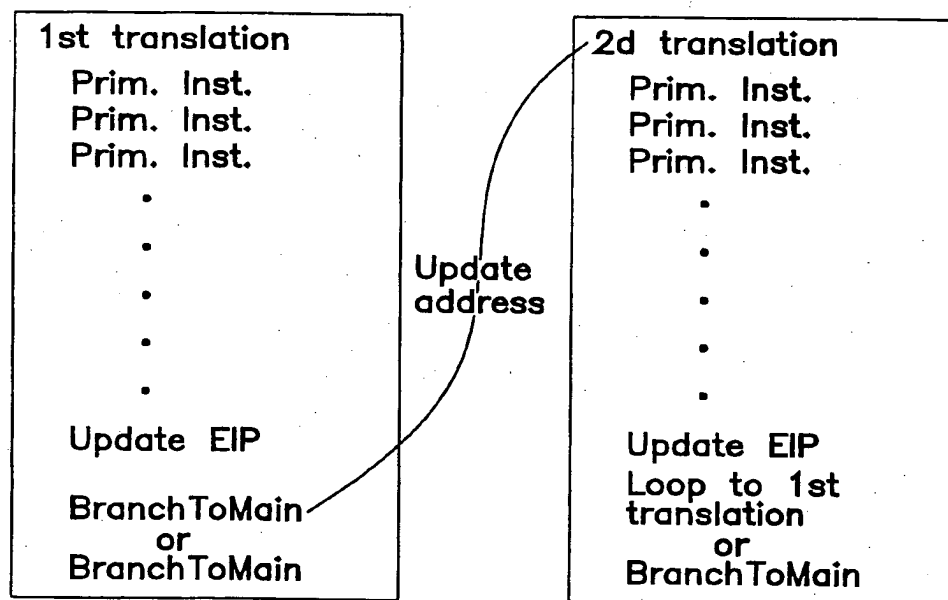 1st translation
Prim. Inst.
Prim. Inst.
Prim. Inst.
Update EIP
BranchToMain
or
BranchToMain
Update
address
2d translation
Prim. Inst.
Prim. Inst.
Prim. Inst.
Update EIP
Loop to 1st
translation
or
BranchToMain